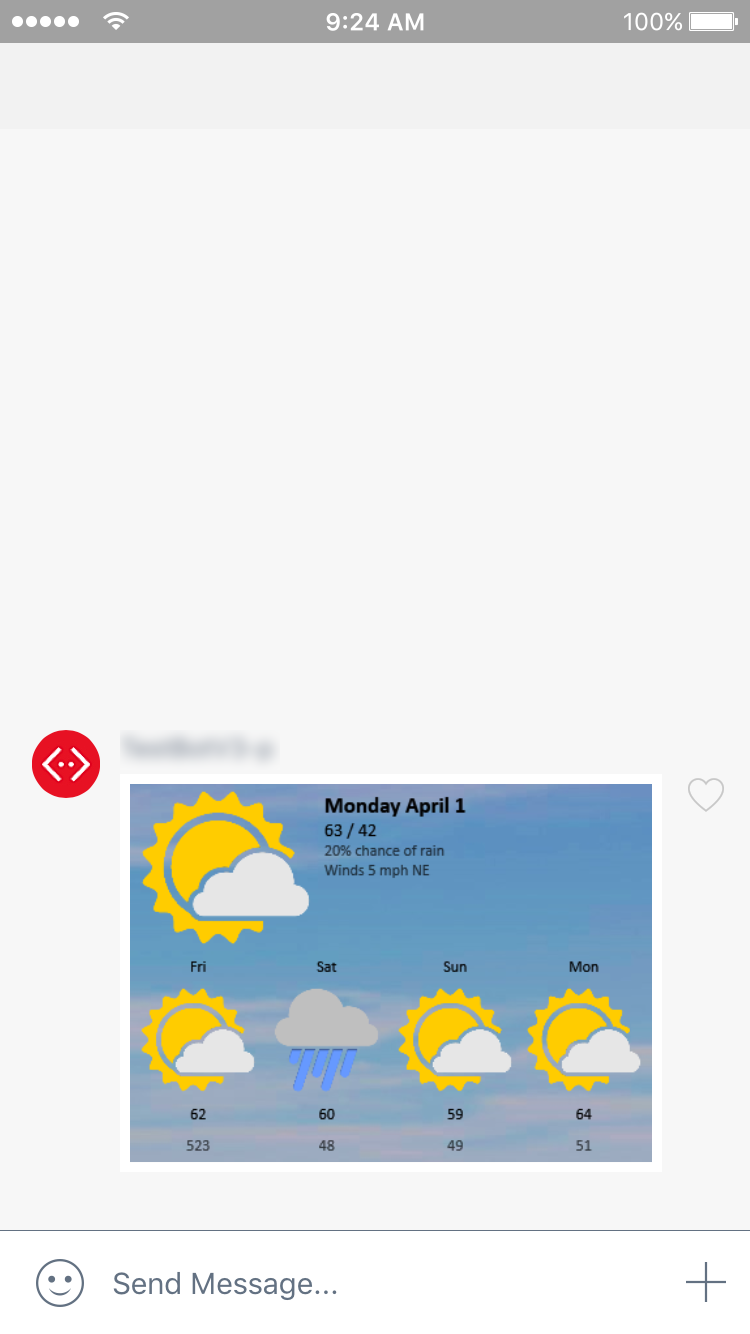 9:24 AM 100%
Monday April 1
63 / 42
20% chance of rain
Winds 5 mph NE
Fri Sat Sun Mon
62 60 59 64
523 48 49 51
Send Message...